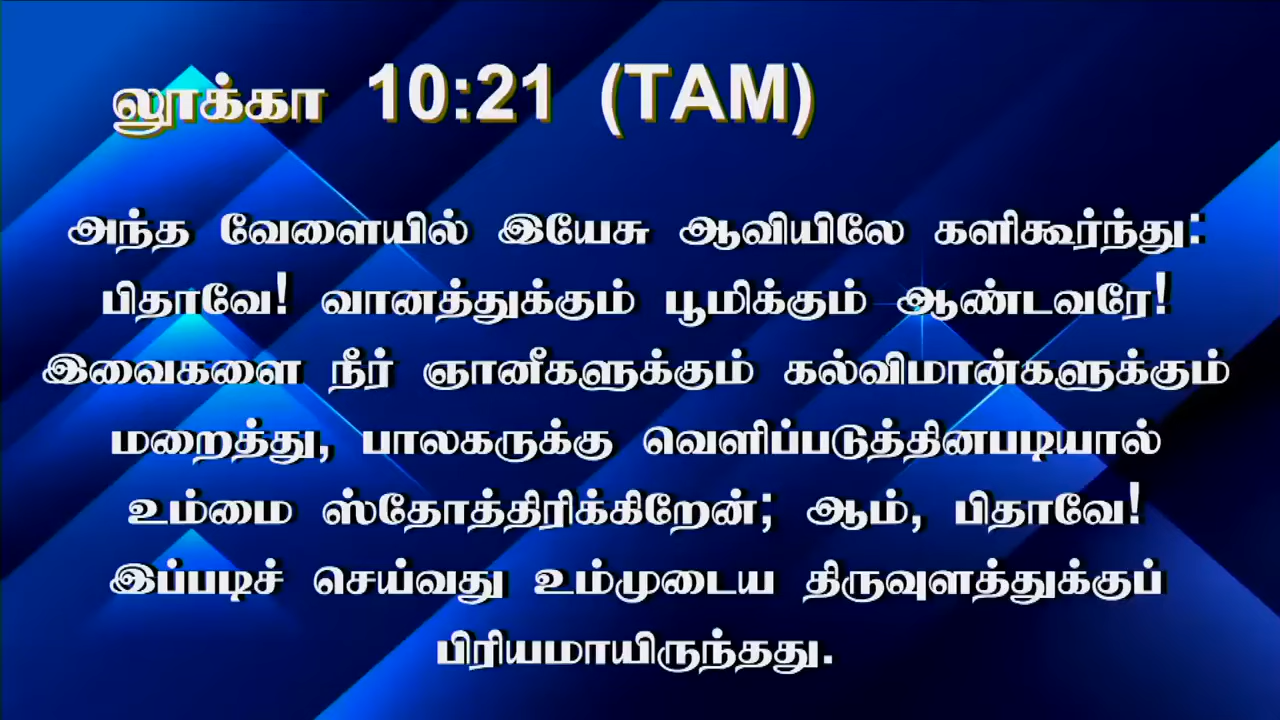 லூக்கா 10:21 (TAM)
அந்த வேளையில் இயேசு ஆவியிலே களிகூர்ந்து:
பிதாவே! வானத்துக்கும் பூமிக்கும் ஆண்டவரே!
இவைகளை நீர் ஞானீகளுக்கும் கல்விமான்களுக்கும்
மறைத்து, பாலகருக்கு வெளிப்படுத்தினபடியால்
உம்மை ஸ்தோத்திரிக்கிறேன்; ஆம், பிதாவே!
இப்படிச் செய்வது உம்முடைய திருவுளத்துக்குப்
பிரியமாயிருந்தது.